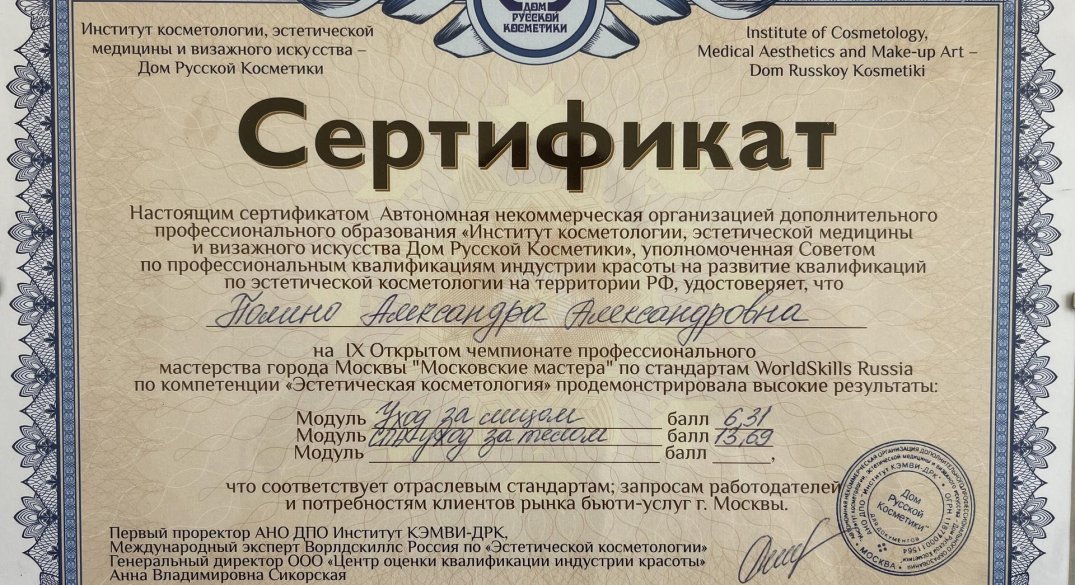 ДОМ
РУССКОЙ
КОСМЕТИКИ
Институт косметологии, эстетической
медицины и визажного искусства –
Дом Русской Косметики
Institute of Cosmetology,
Medical Aesthetics and Make-up Art –
Dom Russkoy Kosmetiki
Сертификат
Настоящим сертификатом Автономная некоммерческая организацией дополнительного
профессионального образования «Институт косметологии, эстетической медицины
и визажного искусства Дом Русской Косметики», уполномоченная Советом
по профессиональным квалификациям индустрии красоты на развитие квалификаций
по эстетической косметологии на территории РФ, удостоверяет, что
Полино Александра Александровна
на IX Открытом чемпионате профессионального
мастерства города Москвы "Московские мастера" по стандартам WorldSkills Russia
по компетенции «Эстетическая косметология» продемонстрировала высокие результаты:
Модуль Уход за лицом балл 6,31
Модуль спа-уход за телом балл 13,69
Модуль балл ,
что соответствует отраслевым стандартам; запросам работодателей
и потребностям клиентов рынка бьюти-услуг г. Москвы.
Дом
Русской
Косметики"
ДЛЯ ДОКУМЕНТОВ
МОСКВА
Первый проректор АНО ДПО Институт КЭМВИ-ДРК,
Международный эксперт Ворлдскиллс Россия по «Эстетической косметологии»
Генеральный директор ООО «Центр оценки квалификации индустрии красоты»
Анна Владимировна Сикорская